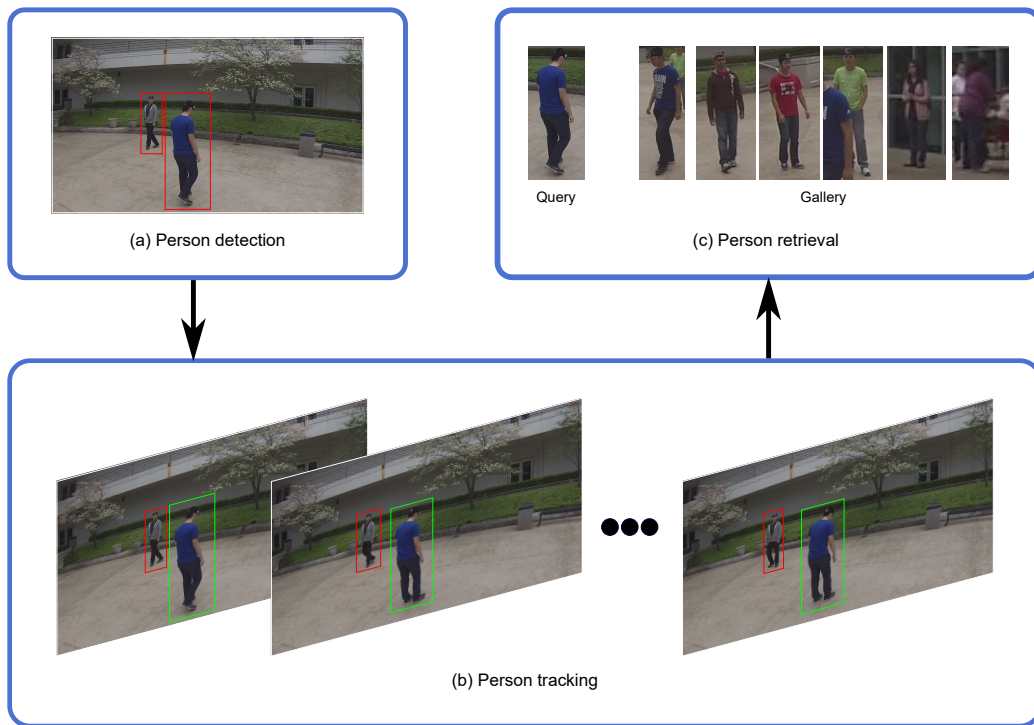 (a) Person detection
Query
Gallery
(c) Person retrieval
(b) Person tracking